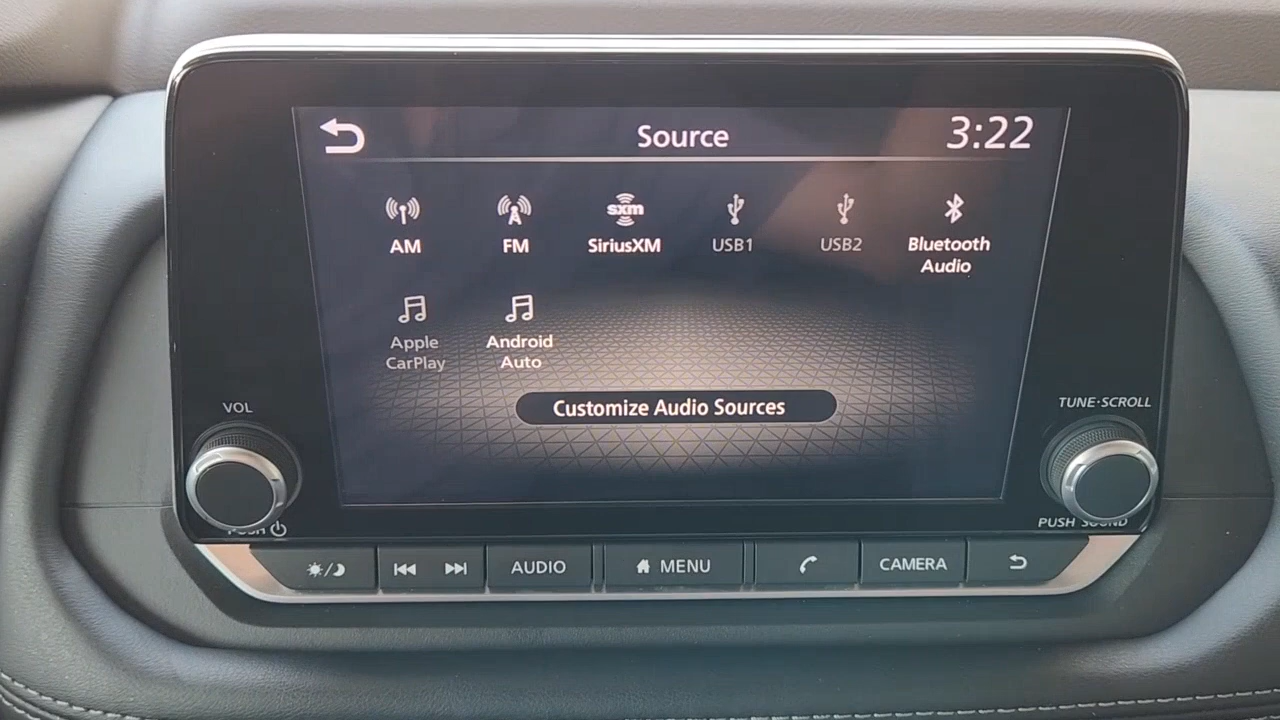 Source
3:22
AM
FM
sxm
SiriusXM
USB1
USB2
Bluetooth
Audio
Apple
CarPlay
Android
Auto
Customize Audio Sources
VOL
TUNE·SCROLL
PUSH
PUSH SOUND
AUDIO
MENU
CAMERA